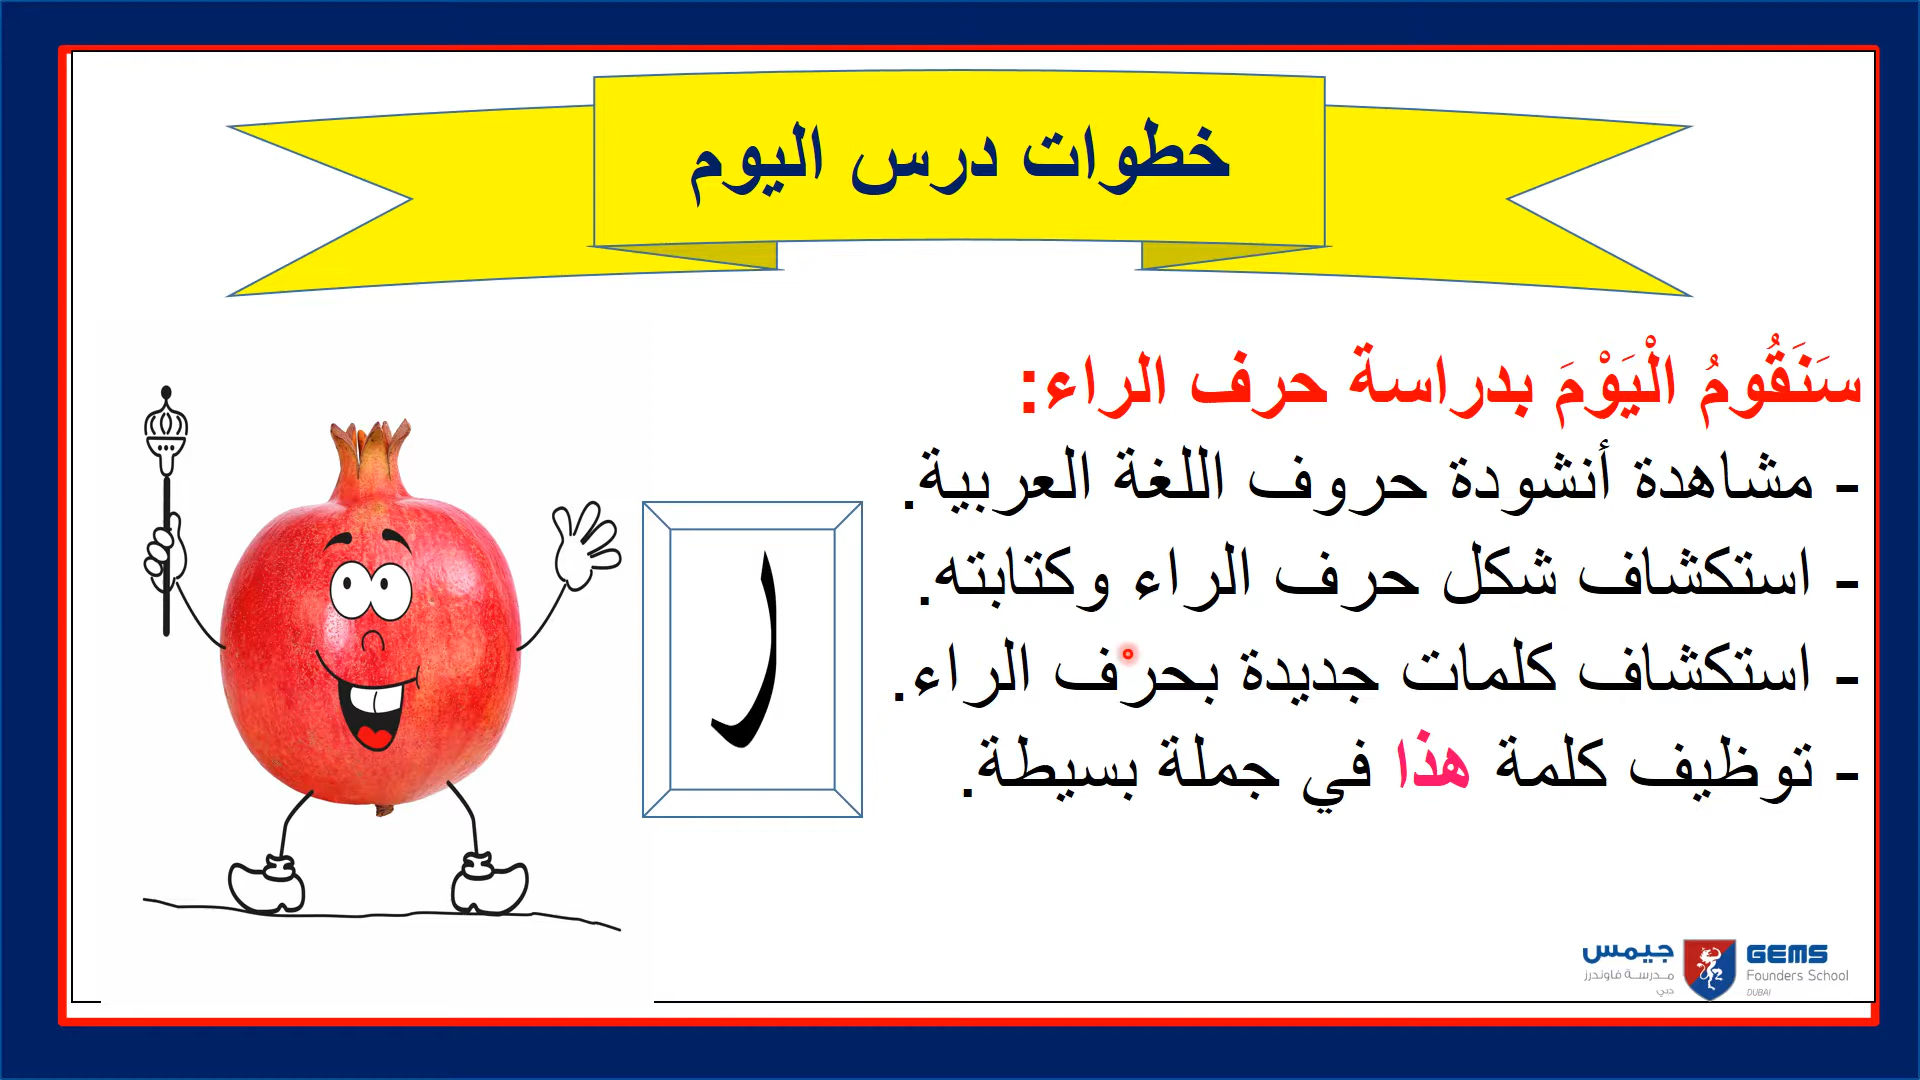 خطوات درس اليوم
سَنَقُومُ الْيَوْمَ بدراسة حرف الراء:
- مشاهدة أنشودة حروف اللغة العربية.
- استكشاف شكل حرف الراء وكتابته.
- استكشاف كلمات جديدة بحرف الراء.
- توظيف كلمة هذا في جملة بسيطة.
ر
جيمس
مدرسة فاوندرز
دبي
GEMS
Founders School
DUBAI